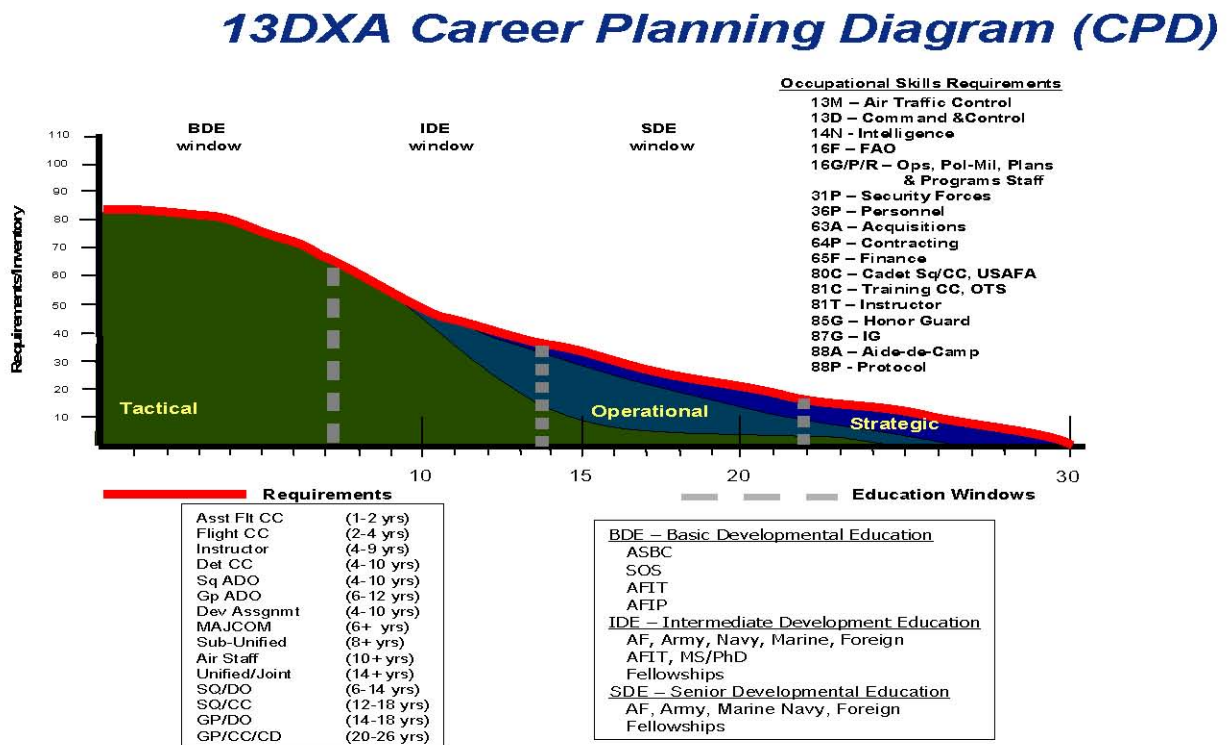 13DXA Career Planning Diagram (CPD)
Occupational Skills Requirements
13M – Air Traffic Control
13D – Command &Control
14N - Intelligence
16F – FAO
16G/P/R – Ops, Pol-Mil, Plans
& Programs Staff
31P – Security Forces
36P – Personnel
63A – Acquisitions
64P – Contracting
65F – Finance
80C – Cadet Sq/CC, USAFA
81C – Training CC, OTS
81T – Instructor
85G – Honor Guard
87G – IG
88A – Aide-de-Camp
88P - Protocol
BDE
window
IDE
window
SDE
window
Requirements/Inventory
110
100
90
80
70
60
50
40
30
20
10
Tactical
Operational
Strategic
10
15
20
30
Requirements
Education Windows
Asst Flt CC (1-2 yrs)
Flight CC (2-4 yrs)
Instructor (4-9 yrs)
Det CC (4-10 yrs)
Sq ADO (4-10 yrs)
Gp ADO (6-12 yrs)
Dev Assgnmt (4-10 yrs)
MAJCOM (6+ yrs)
Sub-Unified (8+ yrs)
Air Staff (10+ yrs)
Unified/Joint (14+ yrs)
SQ/DO (6-14 yrs)
SQ/CC (12-18 yrs)
GP/DO (14-18 yrs)
GP/CC/CD (20-26 yrs)
BDE – Basic Developmental Education
ASBC
SOS
AFIT
AFIP
IDE – Intermediate Development Education
AF, Army, Navy, Marine, Foreign
AFIT, MS/PhD
Fellowships
SDE – Senior Developmental Education
AF, Army, Marine Navy, Foreign
Fellowships